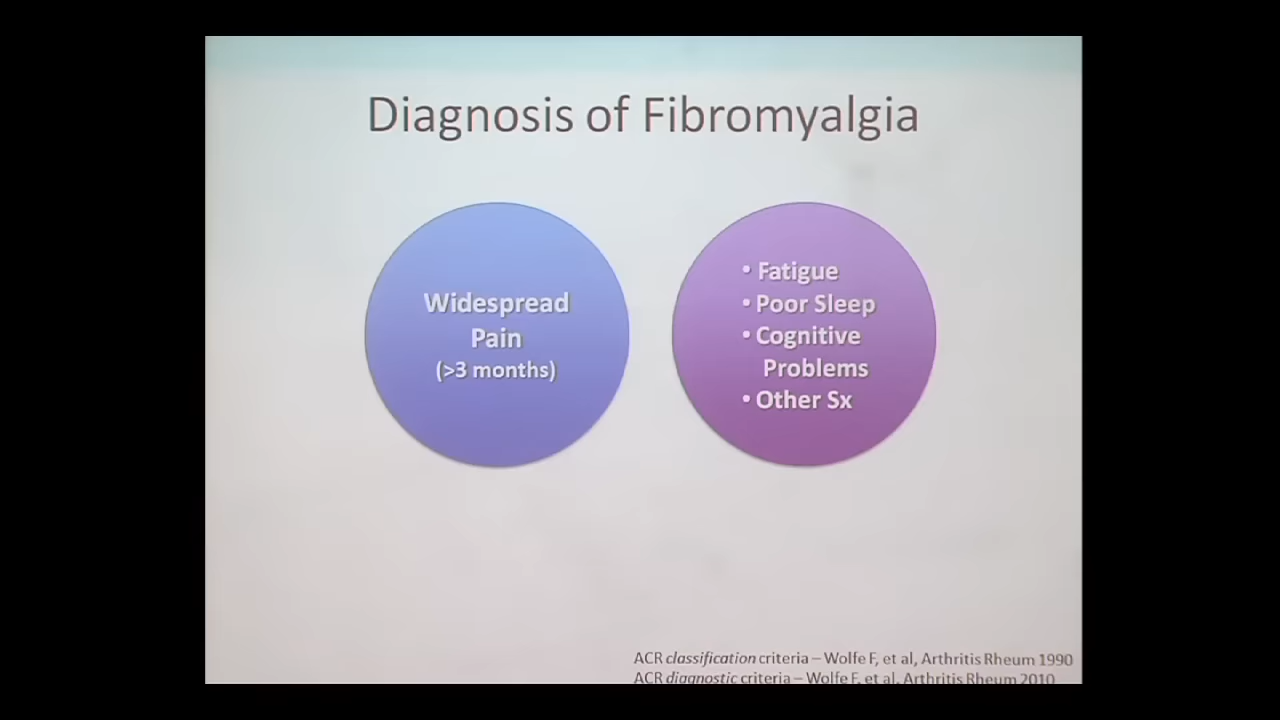 Diagnosis of Fibromyalgia
Widespread
Pain
(>3 months)
• Fatigue
• Poor Sleep
• Cognitive
Problems
• Other Sx
ACR classification criteria – Wolfe F, et al, Arthritis Rheum 1990
ACR diagnostic criteria – Wolfe F, et al, Arthritis Rheum 2010